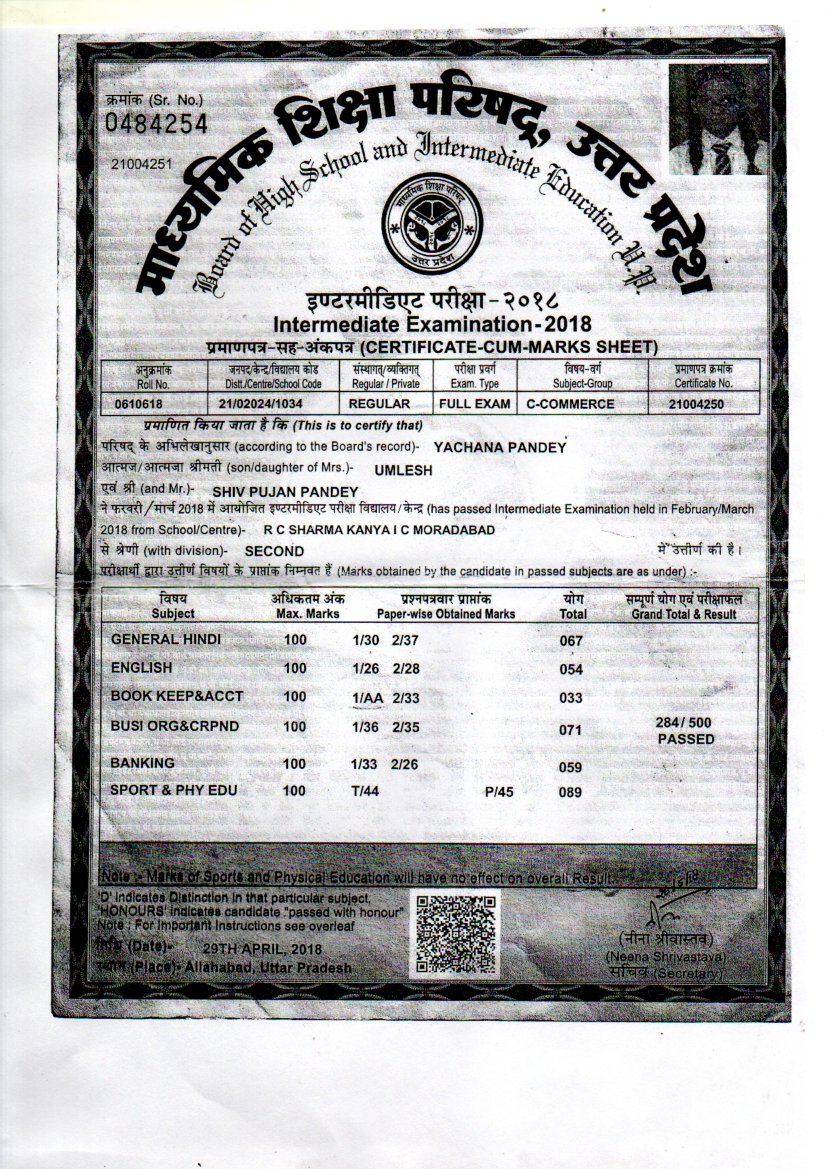 क्रमांक (Sr. No.)
0484254
21004251
माध्यमिक शिक्षा परिषद्, उत्तर प्रदेश
Board of High School and Intermediate Education U.P.
माध्यमिक शिक्षा परिषद्
उत्तर प्रदेश
इण्टरमीडिएट परीक्षा-२०१८
Intermediate Examination-2018
प्रमाणपत्र-सह-अंकपत्र (CERTIFICATE-CUM-MARKS SHEET)
अनुक्रमांक जनपद/केन्द्र/विद्यालय कोड संस्थागत/व्यक्तिगत परीक्षा प्रवर्ग विषय-वर्ग प्रमाणपत्र क्रमांक
Roll No. Distt./Centre/School Code Regular / Private Exam. Type Subject-Group Certificate No.
0610618 21/02024/1034 REGULAR FULL EXAM C-COMMERCE 21004250
प्रमाणित किया जाता है कि (This is to certify that)
परिषद् के अभिलेखानुसार (according to the Board's record)- YACHANA PANDEY
आत्मज/आत्मजा श्रीमती (son/daughter of Mrs.)- UMLESH
एवं श्री (and Mr.)- SHIV PUJAN PANDEY
ने फरवरी/मार्च 2018 में आयोजित इण्टरमीडिएट परीक्षा विद्यालय/केन्द्र (has passed Intermediate Examination held in February/March
2018 from School/Centre)- R C SHARMA KANYA I C MORADABAD
से श्रेणी (with division)- SECOND में उत्तीर्ण की है।
परीक्षार्थी द्वारा उत्तीर्ण विषयों के प्राप्तांक निम्नवत हैं (Marks obtained by the candidate in passed subjects are as under) :-
विषय अधिकतम अंक प्रश्नपत्रवार प्राप्तांक योग सम्पूर्ण योग एवं परीक्षाफल
Subject Max. Marks Paper-wise Obtained Marks Total Grand Total & Result
GENERAL HINDI 100 1/30 2/37 067
ENGLISH 100 1/26 2/28 054
BOOK KEEP&ACCT 100 1/AA 2/33 033
BUSI ORG&CRPND 100 1/36 2/35 071 284/ 500
PASSED
BANKING 100 1/33 2/26 059
SPORT & PHY EDU 100 T/44 P/45 089
Note :- Marks of Sports and Physical Education will have no effect on overall Result.
'D' Indicates Distinction in that particular subject,
'HONOURS' indicates candidate "passed with honour"
Note : For Important Instructions see overleaf
तिथि (Date)- 29TH APRIL, 2018
स्थान (Place)- Allahabad, Uttar Pradesh
(नीना श्रीवास्तव)
(Neena Shrivastava)
सचिव (Secretary)